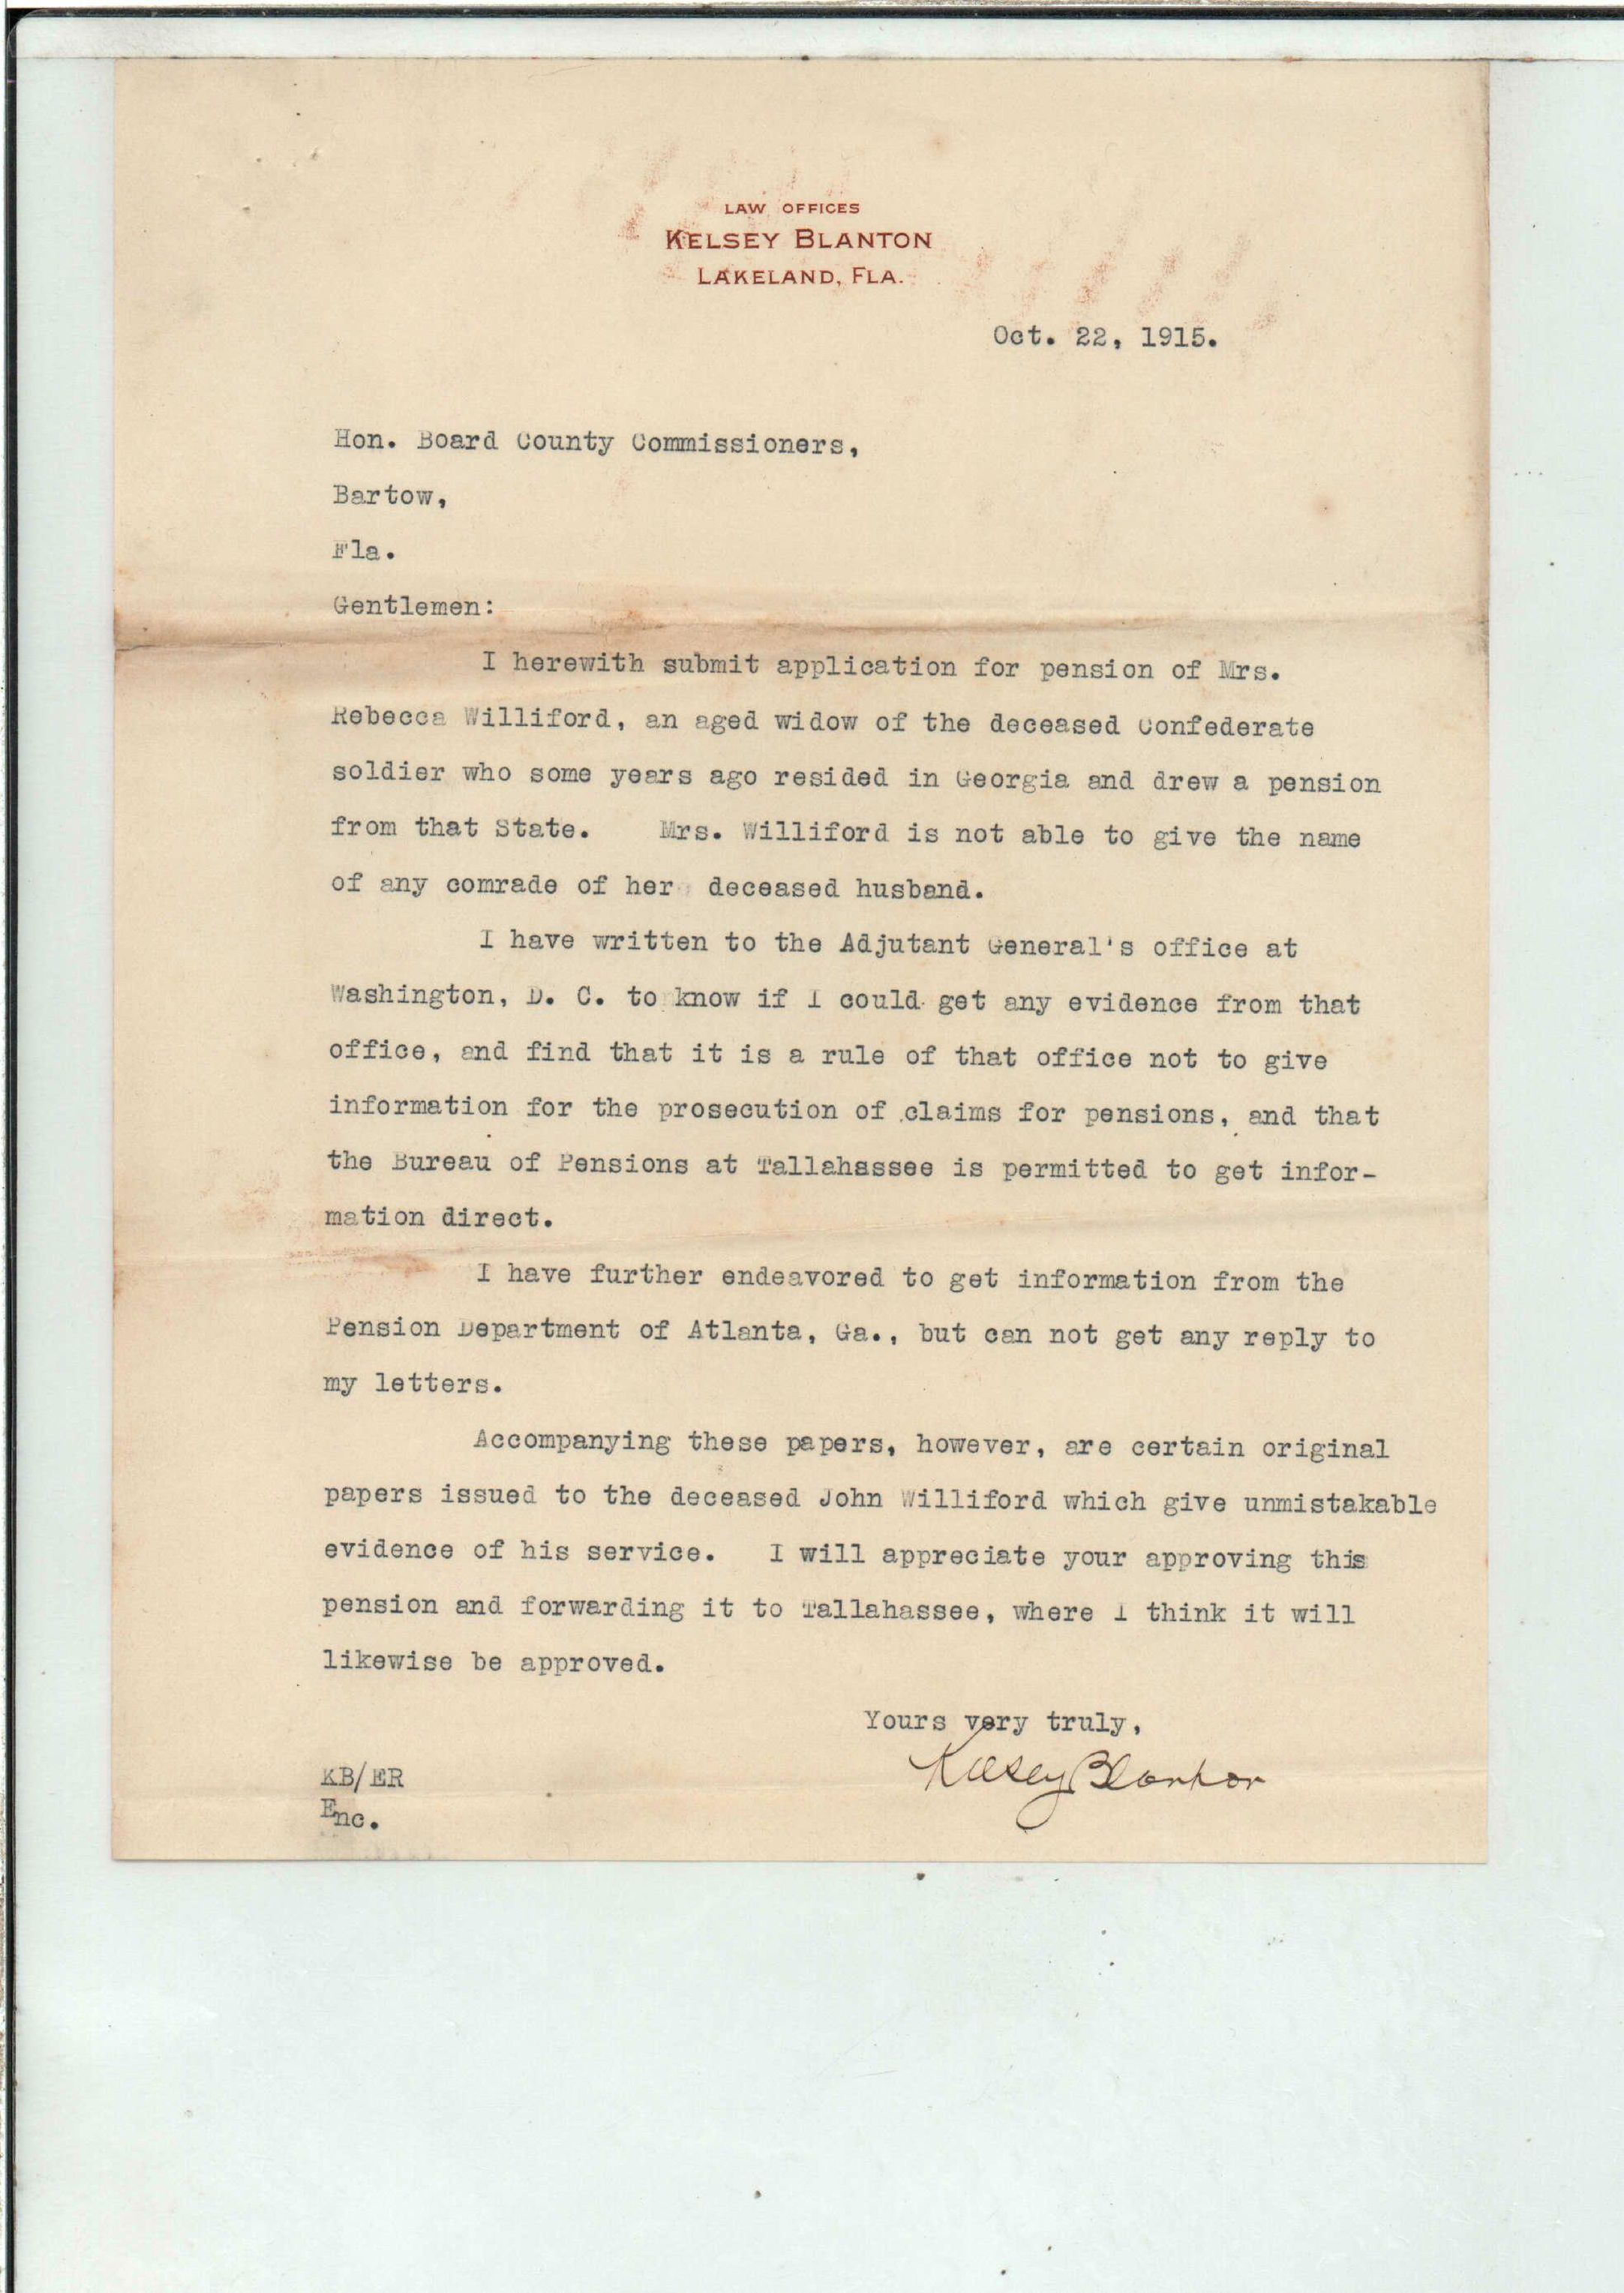 LAW OFFICES
KELSEY BLANTON
LAKELAND, FLA.
Oct. 22, 1915.
Hon. Board County Commissioners,
Bartow,
Fla.
Gentlemen:
I herewith submit application for pension of Mrs.
Rebecca Williford, an aged widow of the deceased Confederate
soldier who some years ago resided in Georgia and drew a pension
from that State. Mrs. Williford is not able to give the name
of any comrade of her deceased husband.
I have written to the Adjutant General's office at
Washington, D. C. to know if I could get any evidence from that
office, and find that it is a rule of that office not to give
information for the prosecution of claims for pensions, and that
the Bureau of Pensions at Tallahassee is permitted to get infor-
mation direct.
I have further endeavored to get information from the
Pension Department of Atlanta, Ga., but can not get any reply to
my letters.
Accompanying these papers, however, are certain original
papers issued to the deceased John Williford which give unmistakable
evidence of his service. I will appreciate your approving this
pension and forwarding it to Tallahassee, where I think it will
likewise be approved.
Yours very truly,
Kelsey Blanton
KB/ER
Enc.